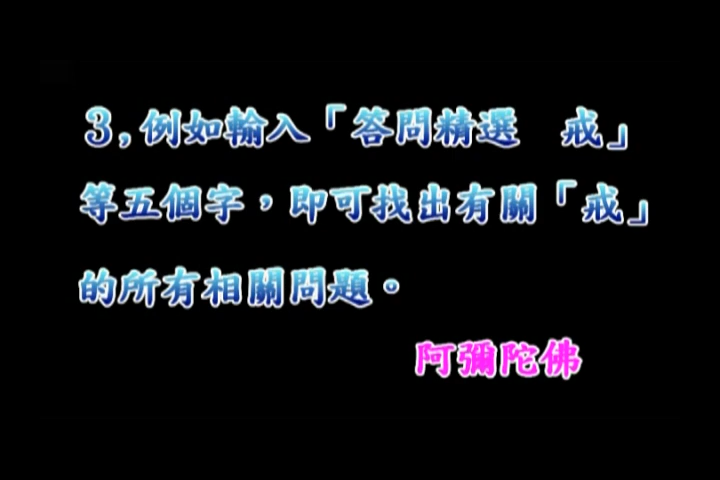 3,例如輸入「答問精選　戒」
等五個字，即可找出有關「戒」
的所有相關問題。
阿彌陀佛